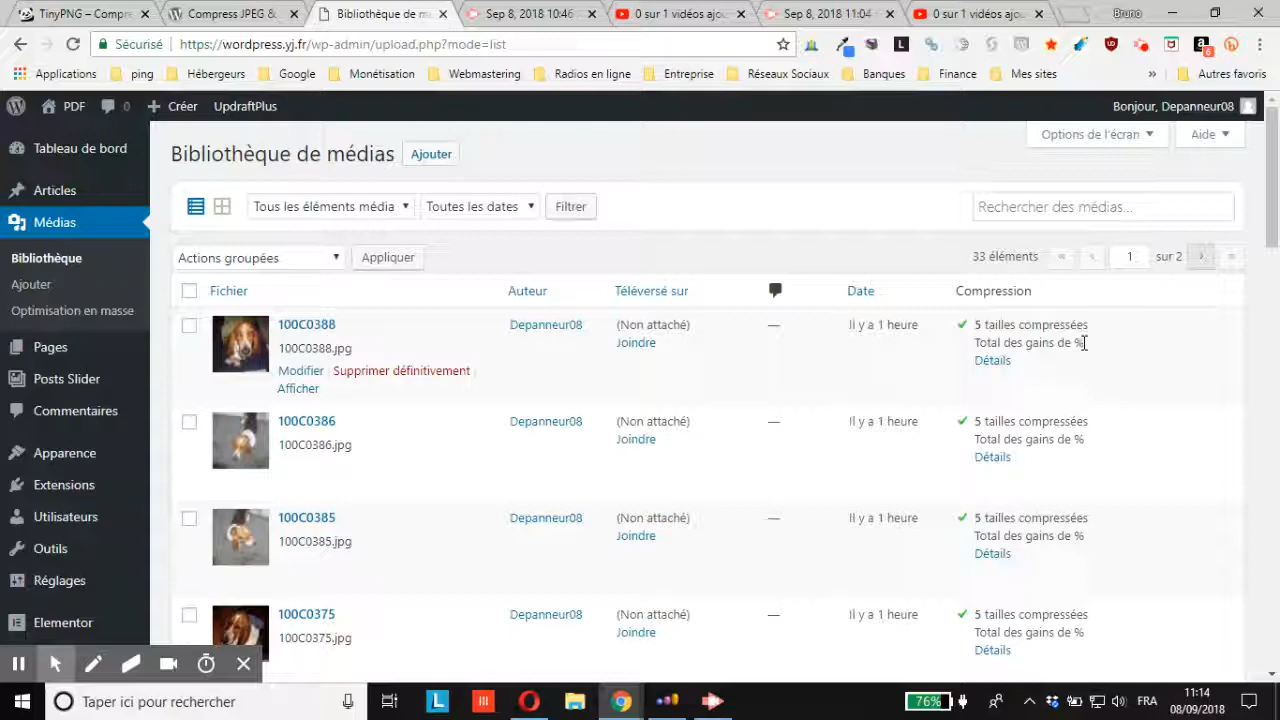 TinyPNG – Compre
Compress JPEG &
Bibliothèque de m
Sep 8, 2018 10:46
0 sur 1 vidéos ajou
Sep 8, 2018 11:04
0 sur 1 vidéos ajou
Bruno
Sécurisé
https://wordpress.yj.fr/wp-admin/upload.php?mode=list
6
Applications
ping
Hébergeurs
Google
Monétisation
Webmastering
Radios en ligne
Entreprise
Réseaux Sociaux
Banques
Finance
Mes sites
»
Autres favoris
PDF
0
Créer
UpdraftPlus
Bonjour, Depanneur08
Tableau de bord
Articles
Médias
Bibliothèque
Ajouter
Optimisation en masse
Pages
Posts Slider
Commentaires
Apparence
Extensions
Utilisateurs
Outils
Réglages
Elementor
Options de l'écran
Aide
Bibliothèque de médias
Ajouter
Tous les éléments média
Toutes les dates
Filtrer
Rechercher des médias...
Actions groupées
Appliquer
33 éléments
«
‹
1
sur 2
›
»
Fichier
Auteur
Téléversé sur
Date
Compression
100C0388
100C0388.jpg
Modifier
Supprimer définitivement
Afficher
Depanneur08
(Non attaché)
Joindre
—
Il y a 1 heure
5 tailles compressées
Total des gains de %
Détails
100C0386
100C0386.jpg
Depanneur08
(Non attaché)
Joindre
—
Il y a 1 heure
5 tailles compressées
Total des gains de %
Détails
100C0385
100C0385.jpg
Depanneur08
(Non attaché)
Joindre
—
Il y a 1 heure
5 tailles compressées
Total des gains de %
Détails
100C0375
100C0375.jpg
Depanneur08
(Non attaché)
Joindre
—
Il y a 1 heure
5 tailles compressées
Total des gains de %
Détails
Taper ici pour rechercher
L
76%
FRA
11:14
08/09/2018